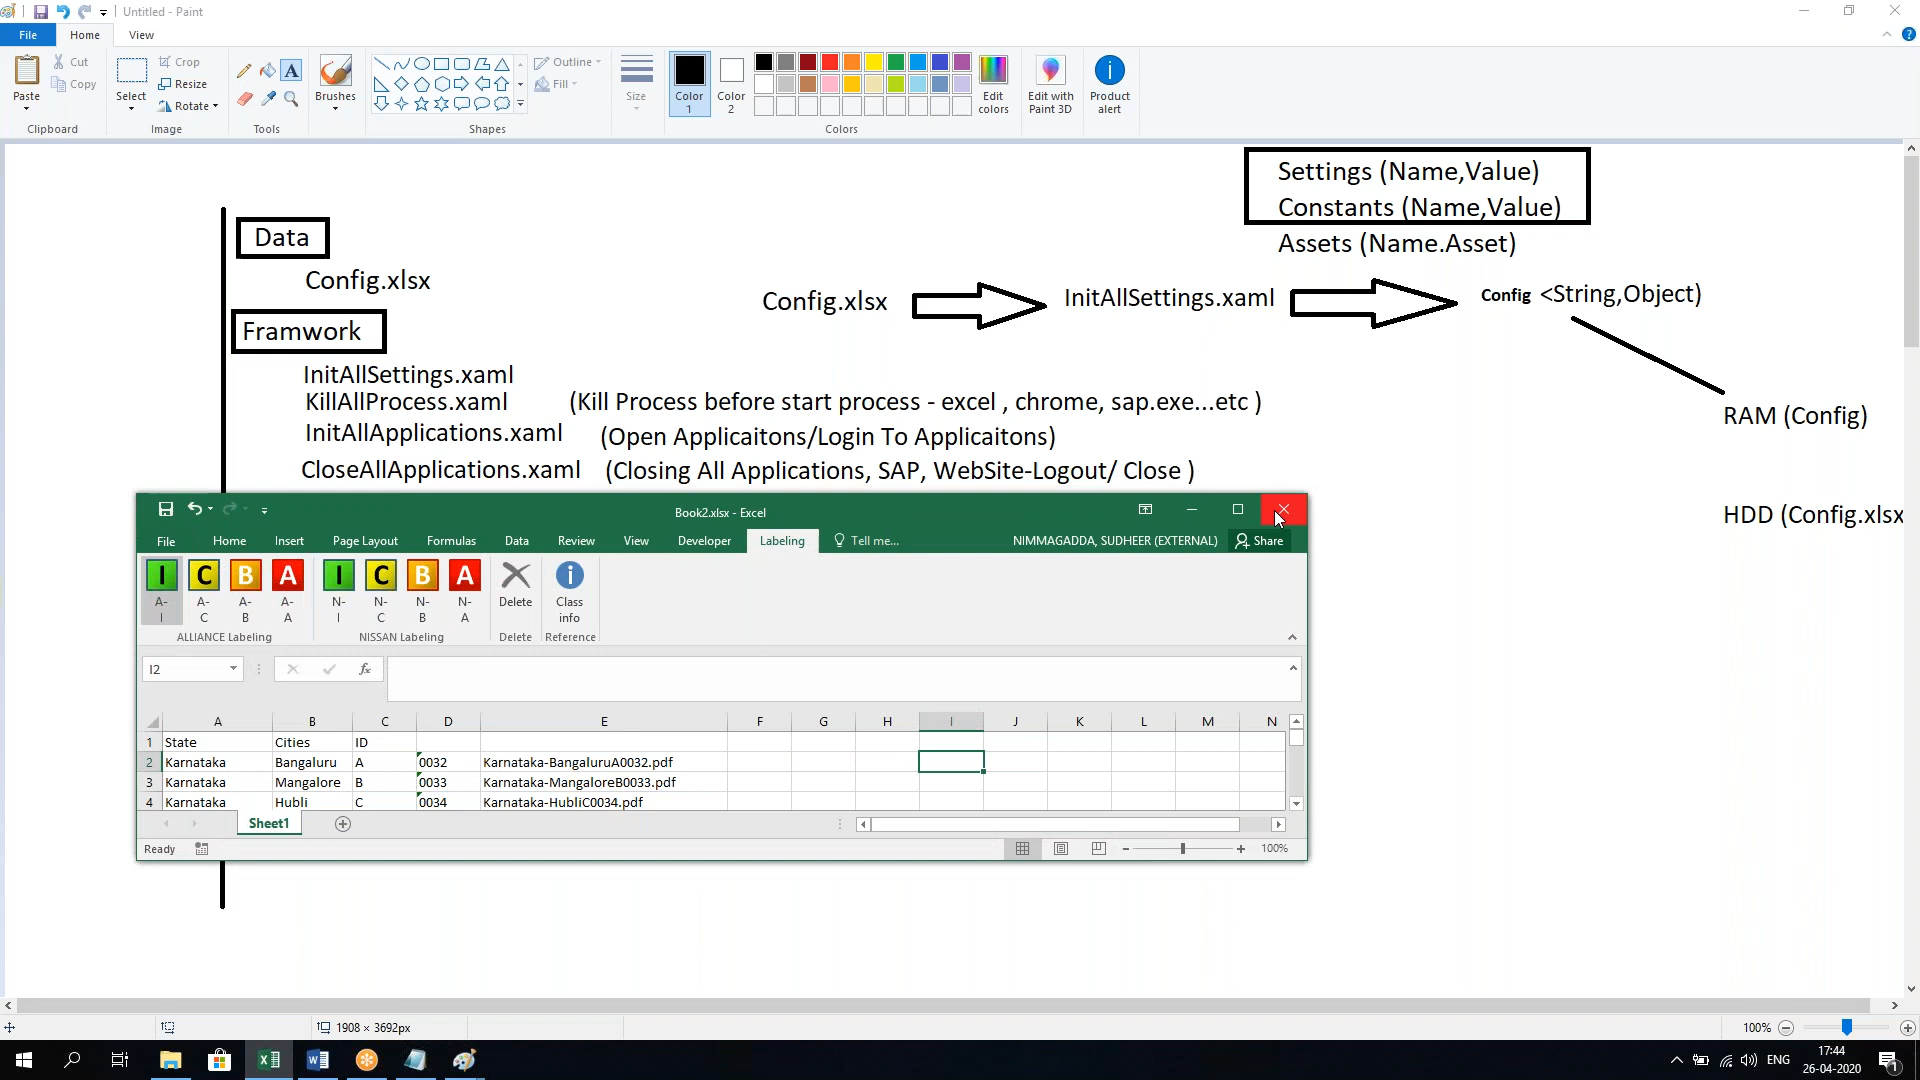 Untitled - Paint
File
Home
View
Paste
Cut
Copy
Clipboard
Select
Crop
Resize
Rotate
Image
A
Tools
Brushes
Shapes
Outline
Fill
Size
Color 1
Color 2
Edit colors
Colors
Edit with Paint 3D
Product alert
Settings (Name,Value)
Constants (Name,Value)
Assets (Name.Asset)
Data
Config.xlsx
Config.xlsx
InitAllSettings.xaml
Config <String,Object)
Framwork
InitAllSettings.xaml
KillAllProcess.xaml (Kill Process before start process - excel , chrome, sap.exe...etc )
InitAllApplications.xaml (Open Applicaitons/Login To Applicaitons)
CloseAllApplications.xaml (Closing All Applications, SAP, WebSite-Logout/ Close )
RAM (Config)
HDD (Config.xlsx
Book2.xlsx - Excel
File Home Insert Page Layout Formulas Data Review View Developer Labeling Tell me... NIMMAGADDA, SUDHEER (EXTERNAL) Share
I C B A I C B A
A-I A-C A-B A-A N-I N-C N-B N-A Delete Class info
ALLIANCE Labeling NISSAN Labeling Delete Reference
I2 fx
A B C D E F G H I J K L M N
1 State Cities ID
2 Karnataka Bangaluru A 0032 Karnataka-BangaluruA0032.pdf
3 Karnataka Mangalore B 0033 Karnataka-MangaloreB0033.pdf
4 Karnataka Hubli C 0034 Karnataka-HubliC0034.pdf
Sheet1
Ready 100%
1908 × 3692px 100%
ENG 17:44
26-04-2020
1